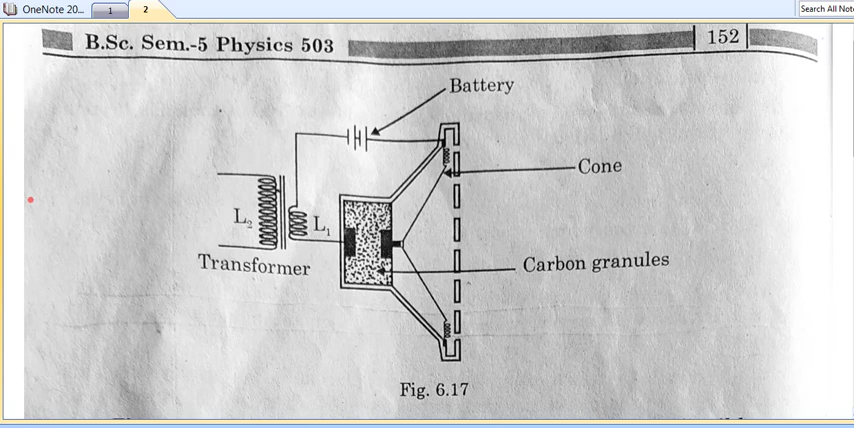 OneNote 20...
1
2
Search All Not
B.Sc. Sem.-5 Physics 503
152
Battery
Cone
L₂
L₁
Transformer
Carbon granules
Fig. 6.17